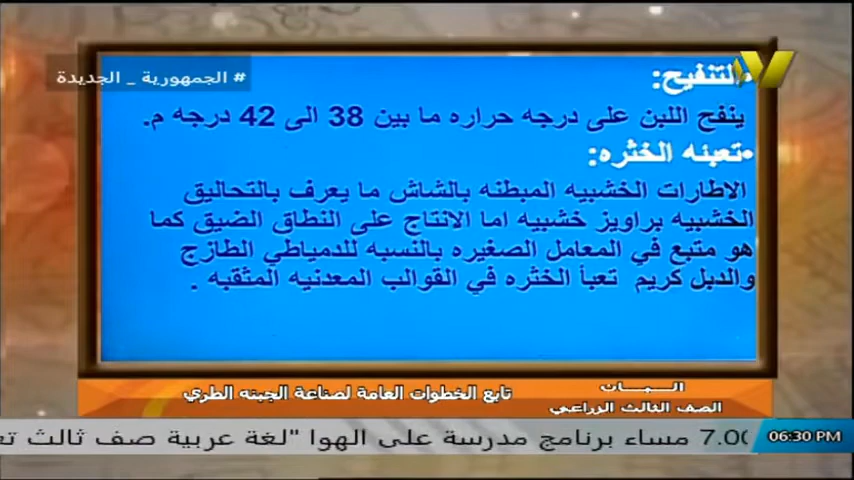 # الجمهورية _ الجديدة
•التنفيح:
ينفح اللبن على درجه حراره ما بين 38 الى 42 درجه م.
•تعبئه الخثره:
الاطارات الخشبيه المبطنه بالشاش ما يعرف بالتحاليق
الخشبيه براويز خشبيه اما الانتاج على النطاق الضيق كما
هو متبع في المعامل الصغيره بالنسبه للدمياطي الطازج
والدبل كريم تعبأ الخثره في القوالب المعدنيه المثقبه .
تابع الخطوات العامة لصناعة الجبنه الطري
الصف الثالث الزراعي
7.00 مساء برنامج مدرسة على الهوا "لغة عربية صف ثالث
06:30 PM